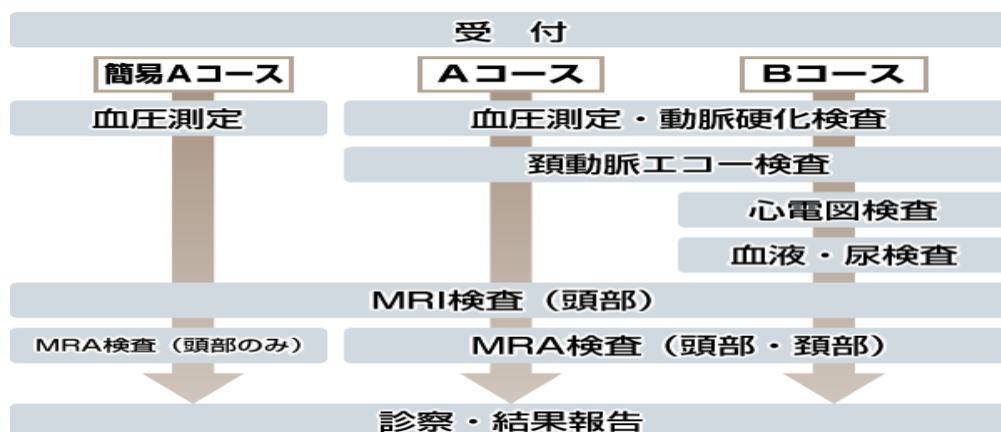 受 付
簡易Aコース Aコース Bコース
血圧測定 血圧測定・動脈硬化検査
頚動脈エコー検査
心電図検査
血液・尿検査
MRI検査（頭部）
MRA検査（頭部のみ） MRA検査（頭部・頚部）
診察・結果報告